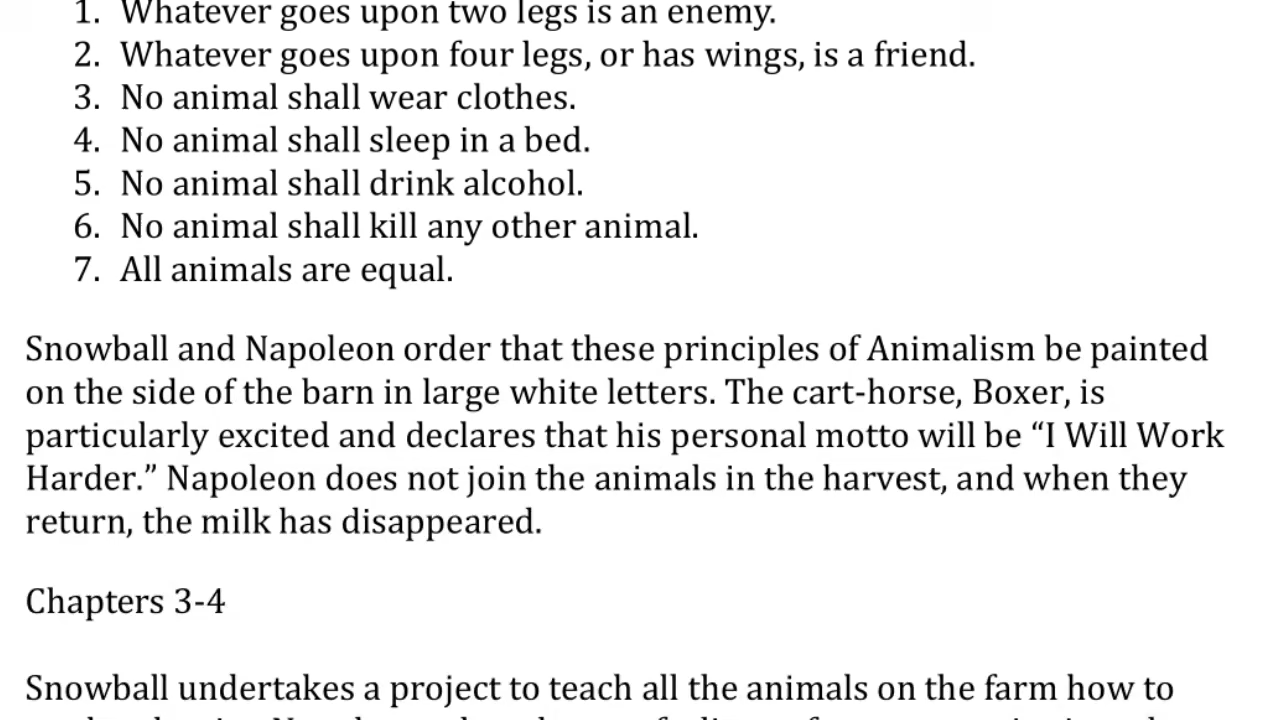 1. Whatever goes upon two legs is an enemy.
2. Whatever goes upon four legs, or has wings, is a friend.
3. No animal shall wear clothes.
4. No animal shall sleep in a bed.
5. No animal shall drink alcohol.
6. No animal shall kill any other animal.
7. All animals are equal.
Snowball and Napoleon order that these principles of Animalism be painted
on the side of the barn in large white letters. The cart-horse, Boxer, is
particularly excited and declares that his personal motto will be “I Will Work
Harder.” Napoleon does not join the animals in the harvest, and when they
return, the milk has disappeared.
Chapters 3-4
Snowball undertakes a project to teach all the animals on the farm how to